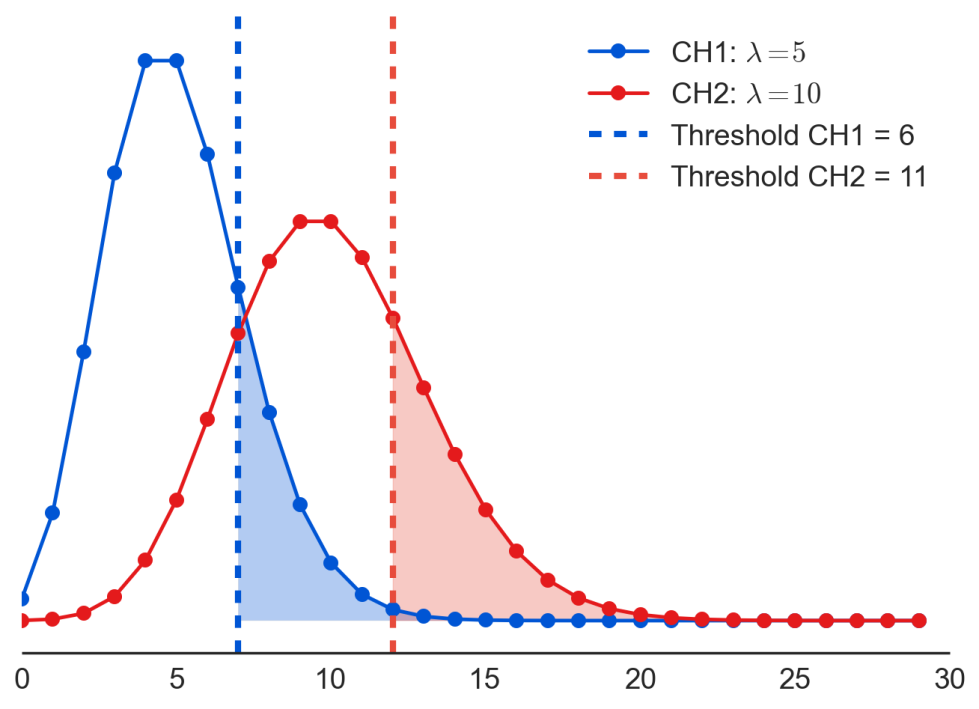 CH1: λ=5
CH2: λ=10
Threshold CH1 = 6
Threshold CH2 = 11
0 5 10 15 20 25 30